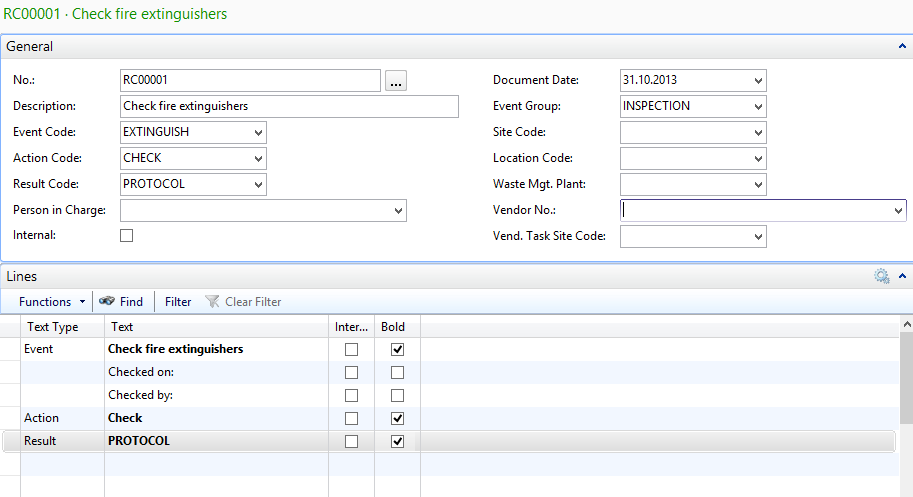 RC00001 · Check fire extinguishers
General
No.: RC00001 ... Document Date: 31.10.2013
Description: Check fire extinguishers Event Group: INSPECTION
Event Code: EXTINGUISH Site Code:
Action Code: CHECK Location Code:
Result Code: PROTOCOL Waste Mgt. Plant:
Person in Charge: Vendor No.:
Internal: Vend. Task Site Code:
Lines
Functions Find Filter Clear Filter
Text Type Text Inter... Bold
Event Check fire extinguishers
Checked on:
Checked by:
Action Check
Result PROTOCOL